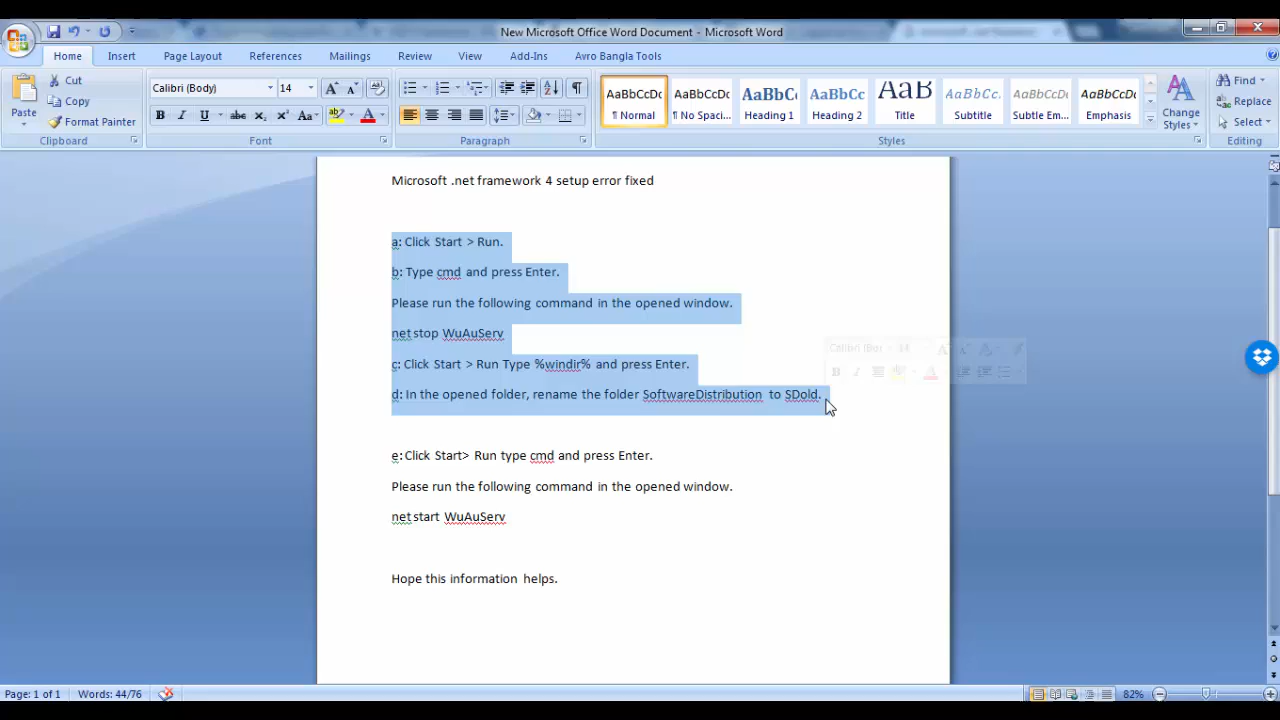 New Microsoft Office Word Document - Microsoft Word
Home Insert Page Layout References Mailings Review View Add-Ins Avro Bangla Tools
Paste
Cut
Copy
Format Painter
Clipboard
Calibri (Body) 14
Font
Paragraph
AaBbCcDc AaBbCcDc AaBbCc AaBbCc AaB AaBbCc. AaBbCcDc AaBbCcDc
¶ Normal ¶ No Spaci... Heading 1 Heading 2 Title Subtitle Subtle Em... Emphasis
Styles
Change
Styles
Find
Replace
Select
Editing
Microsoft .net framework 4 setup error fixed
a: Click Start > Run.
b: Type cmd and press Enter.
Please run the following command in the opened window.
net stop WuAuServ
c: Click Start > Run Type %windir% and press Enter.
d: In the opened folder, rename the folder SoftwareDistribution to SDold.
e: Click Start> Run type cmd and press Enter.
Please run the following command in the opened window.
net start WuAuServ
Hope this information helps.
Page: 1 of 1 Words: 44/76 82%